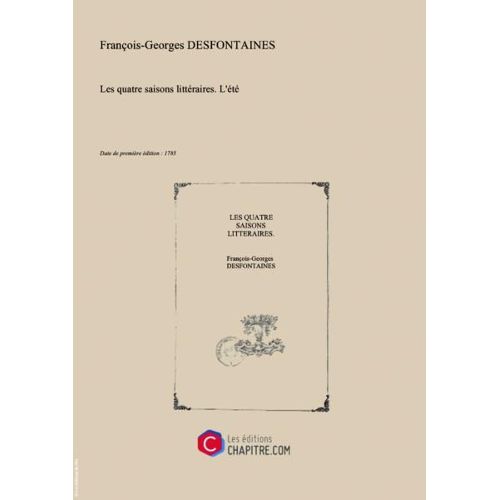 François-Georges DESFONTAINES
Les quatre saisons littéraires. L'été
Date de première édition : 1785
LES QUATRE
SAISONS
LITTERAIRES.
François-Georges
DESFONTAINES
C
Les éditions
CHAPITRE.COM